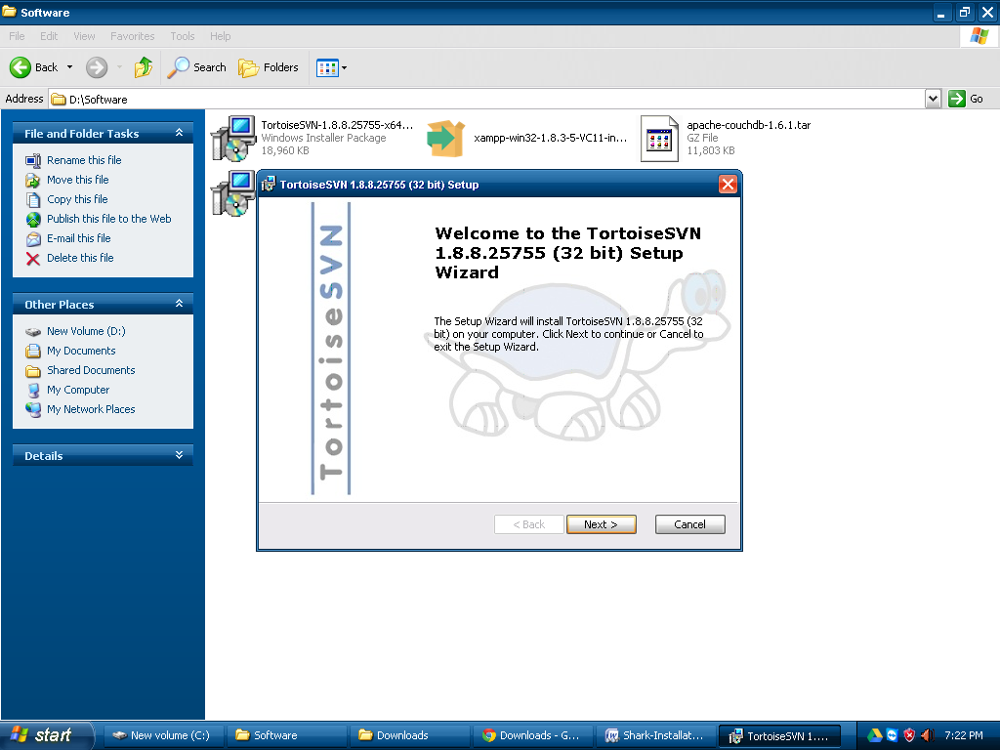 Software
File Edit View Favorites Tools Help
Back Search Folders
Address D:\Software Go
File and Folder Tasks
Rename this file
Move this file
Copy this file
Publish this file to the Web
E-mail this file
Delete this file
Other Places
New Volume (D:)
My Documents
Shared Documents
My Computer
My Network Places
Details
TortoiseSVN-1.8.8.25755-x64...
Windows Installer Package
18,960 KB
xampp-win32-1.8.3-5-VC11-in...
apache-couchdb-1.6.1.tar
GZ File
11,803 KB
TortoiseSVN 1.8.8.25755 (32 bit) Setup
TortoiseSVN
Welcome to the TortoiseSVN
1.8.8.25755 (32 bit) Setup
Wizard
The Setup Wizard will install TortoiseSVN 1.8.8.25755 (32
bit) on your computer. Click Next to continue or Cancel to
exit the Setup Wizard.
< Back Next > Cancel
start New volume (C:) Software Downloads Downloads - G... Shark-Installat... TortoiseSVN 1.... 7:22 PM